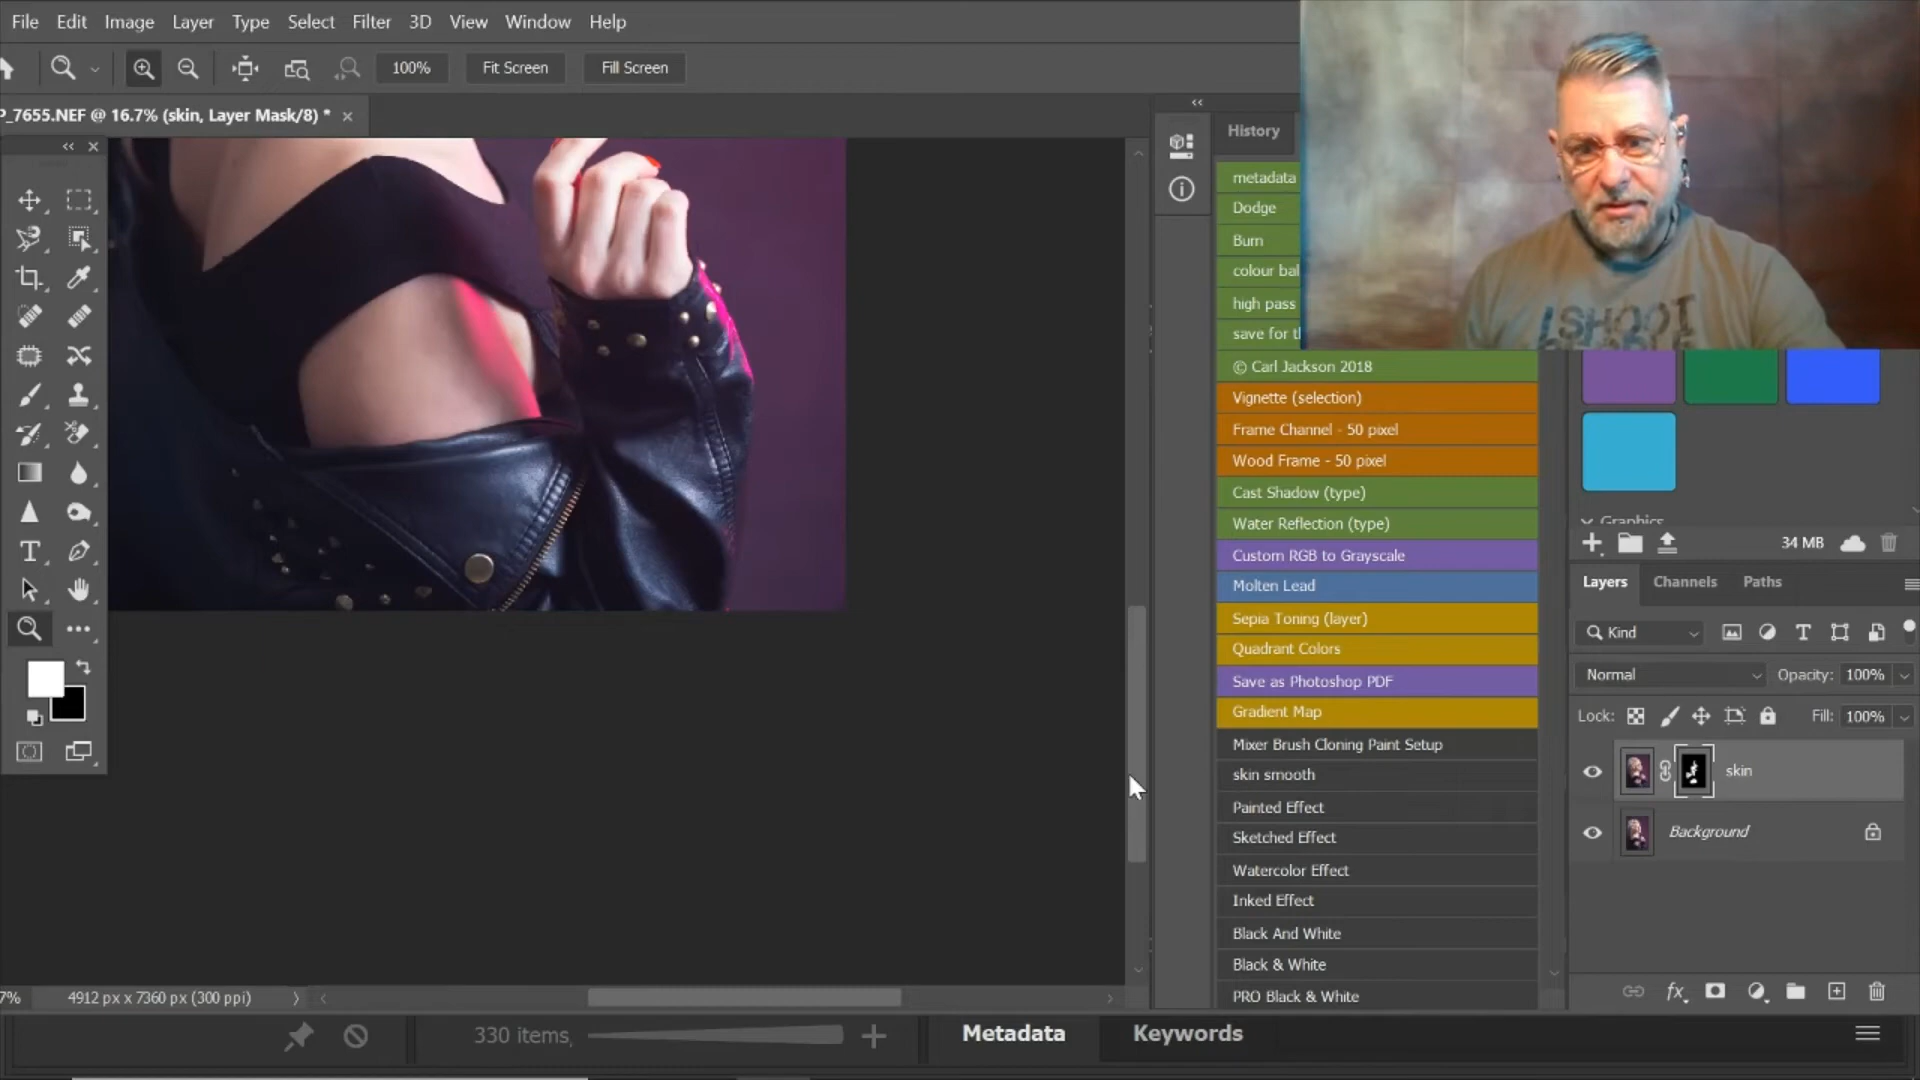 File Edit Image Layer Type Select Filter 3D View Window Help
100% Fit Screen Fill Screen
P_7655.NEF @ 16.7% (skin, Layer Mask/8) *
History
metadata
Dodge
Burn
colour bal
high pass
save for t
© Carl Jackson 2018
Vignette (selection)
Frame Channel - 50 pixel
Wood Frame - 50 pixel
Cast Shadow (type)
Water Reflection (type)
Custom RGB to Grayscale
Molten Lead
Sepia Toning (layer)
Quadrant Colors
Save as Photoshop PDF
Gradient Map
Mixer Brush Cloning Paint Setup
skin smooth
Painted Effect
Sketched Effect
Watercolor Effect
Inked Effect
Black And White
Black & White
PRO Black & White
I SHOOT
Graphics
34 MB
Layers Channels Paths
Kind
Normal Opacity: 100%
Lock: Fill: 100%
skin
Background
7% 4912 px x 7360 px (300 ppi)
330 items,
Metadata Keywords